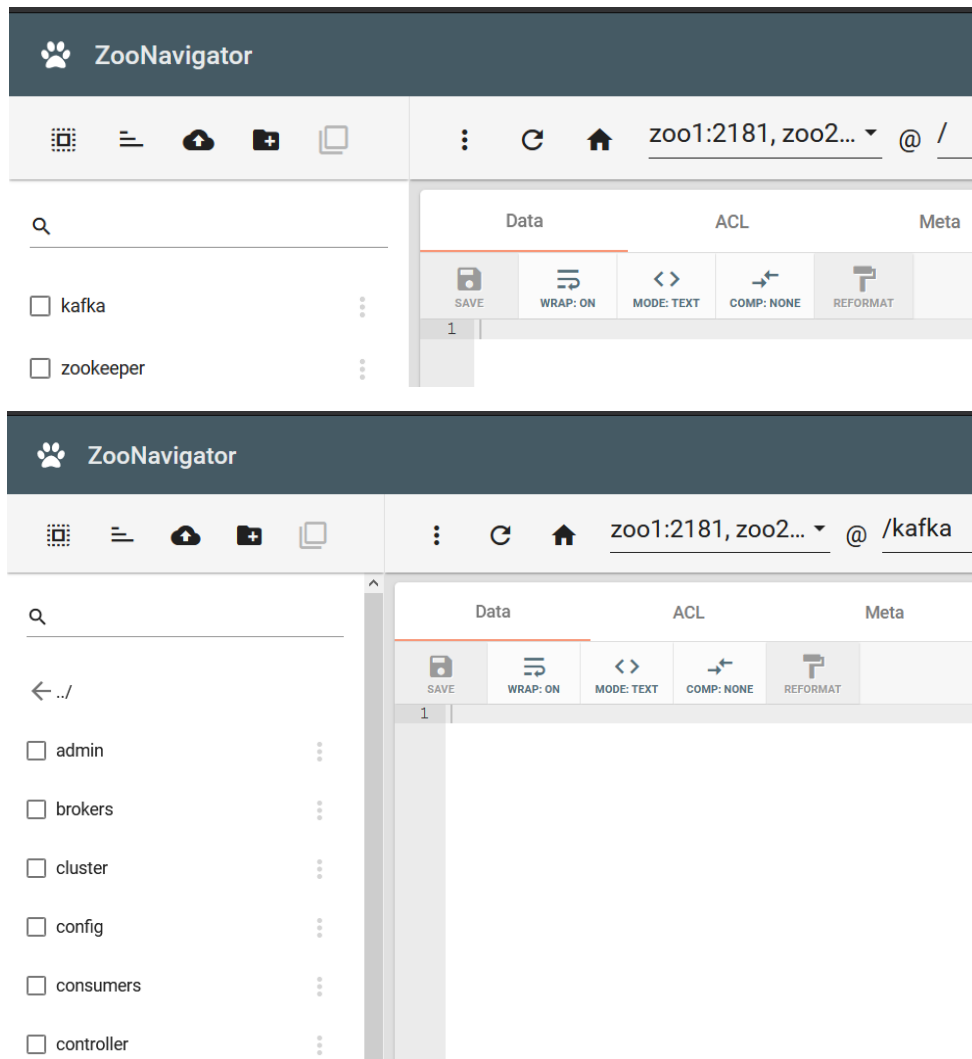 ZooNavigator
zoo1:2181, zoo2... @ /
Data ACL Meta
SAVE WRAP: ON MODE: TEXT COMP: NONE REFORMAT
1
kafka
zookeeper
ZooNavigator
zoo1:2181, zoo2... @ /kafka
Data ACL Meta
SAVE WRAP: ON MODE: TEXT COMP: NONE REFORMAT
1
../
admin
brokers
cluster
config
consumers
controller